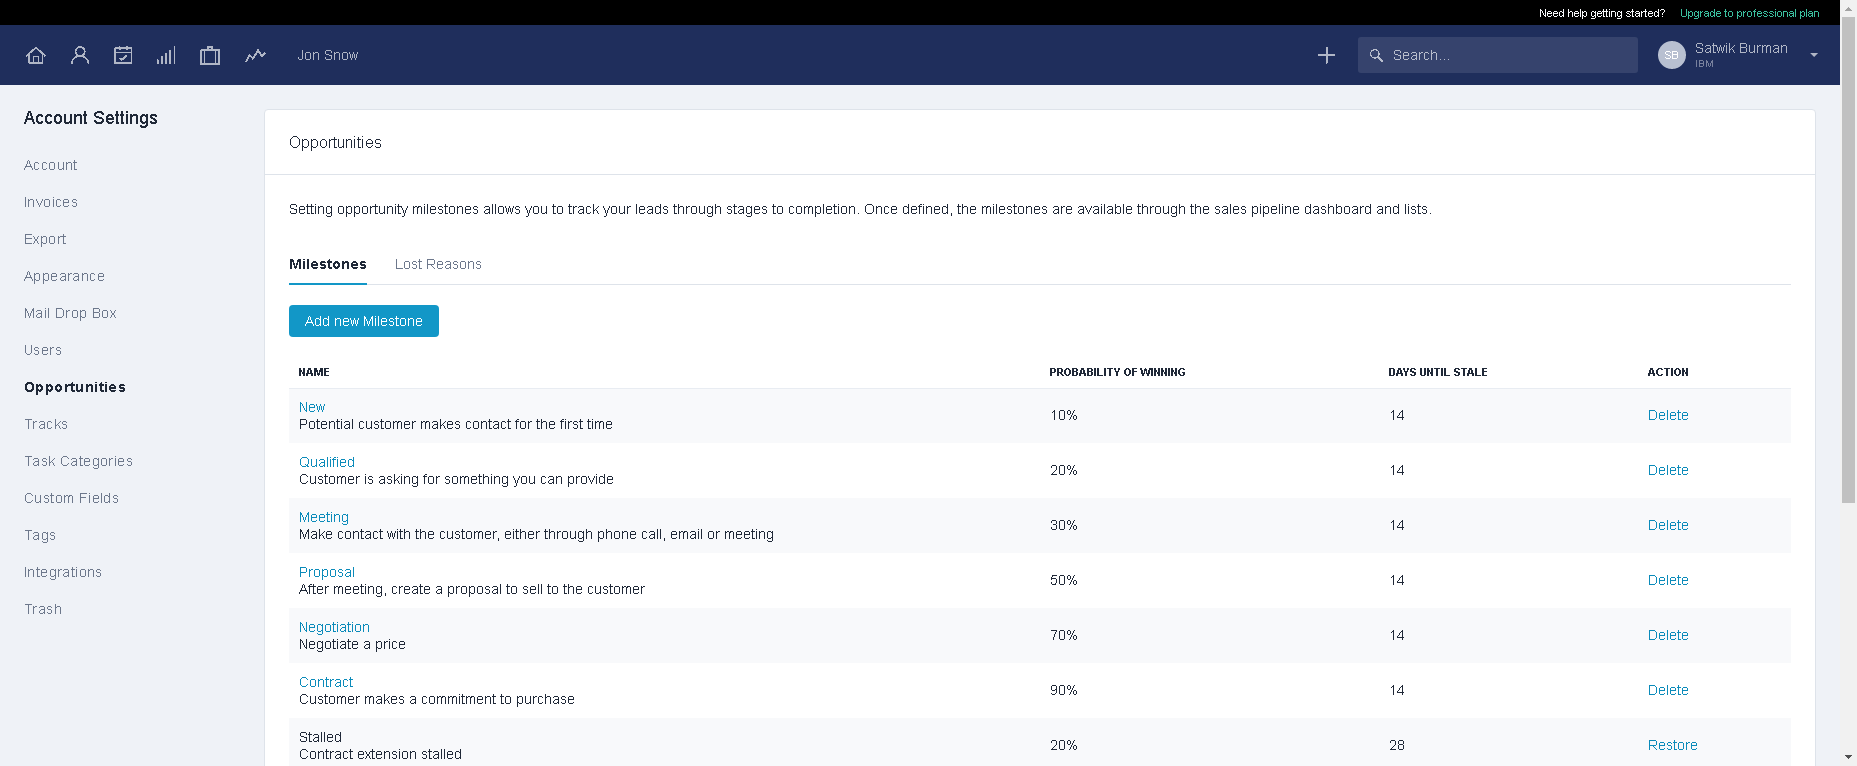 Need help getting started? Upgrade to professional plan
Jon Snow
Search...
SB
Satwik Burman
IBM
Account Settings
Account
Invoices
Export
Appearance
Mail Drop Box
Users
Opportunities
Tracks
Task Categories
Custom Fields
Tags
Integrations
Trash
Opportunities
Setting opportunity milestones allows you to track your leads through stages to completion. Once defined, the milestones are available through the sales pipeline dashboard and lists.
Milestones Lost Reasons
Add new Milestone
NAME PROBABILITY OF WINNING DAYS UNTIL STALE ACTION
New
Potential customer makes contact for the first time
10% 14 Delete
Qualified
Customer is asking for something you can provide
20% 14 Delete
Meeting
Make contact with the customer, either through phone call, email or meeting
30% 14 Delete
Proposal
After meeting, create a proposal to sell to the customer
50% 14 Delete
Negotiation
Negotiate a price
70% 14 Delete
Contract
Customer makes a commitment to purchase
90% 14 Delete
Stalled
Contract extension stalled
20% 28 Restore